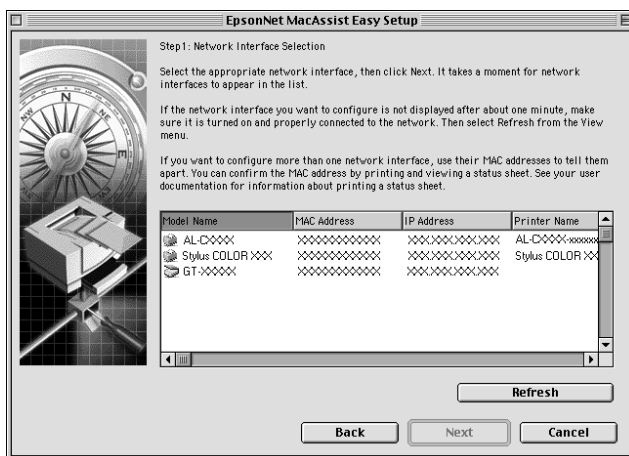 EpsonNet MacAssist Easy Setup
Step1: Network Interface Selection
Select the appropriate network interface, then click Next. It takes a moment for network
interfaces to appear in the list.
If the network interface you want to configure is not displayed after about one minute, make
sure it is turned on and properly connected to the network. Then select Refresh from the View
menu.
If you want to configure more than one network interface, use their MAC addresses to tell them
apart. You can confirm the MAC address by printing and viewing a status sheet. See your user
documentation for information about printing a status sheet.
Model Name MAC Address IP Address Printer Name
AL-CXXXX XXXXXXXXXXXX XXX.XXX.XXX.XXX AL-CXXXX-xxxxxx
Stylus COLOR XXX XXXXXXXXXXXX XXX.XXX.XXX.XXX Stylus COLOR XX
GT-XXXXX XXXXXXXXXXXX XXX.XXX.XXX.XXX
Refresh
Back Next Cancel
N
NE
E
NW